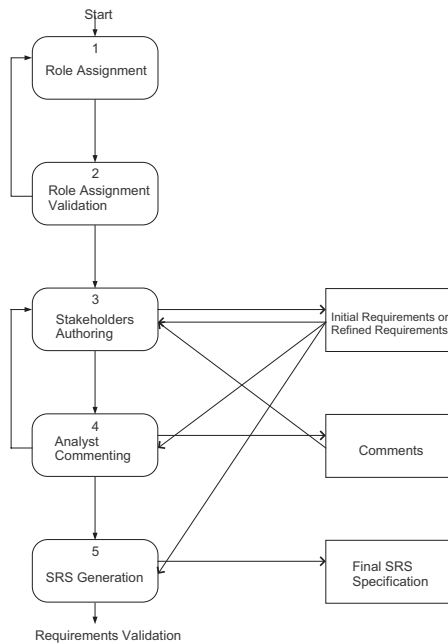 Start
1
Role Assignment
2
Role Assignment
Validation
3
Stakeholders
Authoring
Initial Requirements or
Refined Requirements
4
Analyst
Commenting
Comments
5
SRS Generation
Final SRS
Specification
Requirements Validation